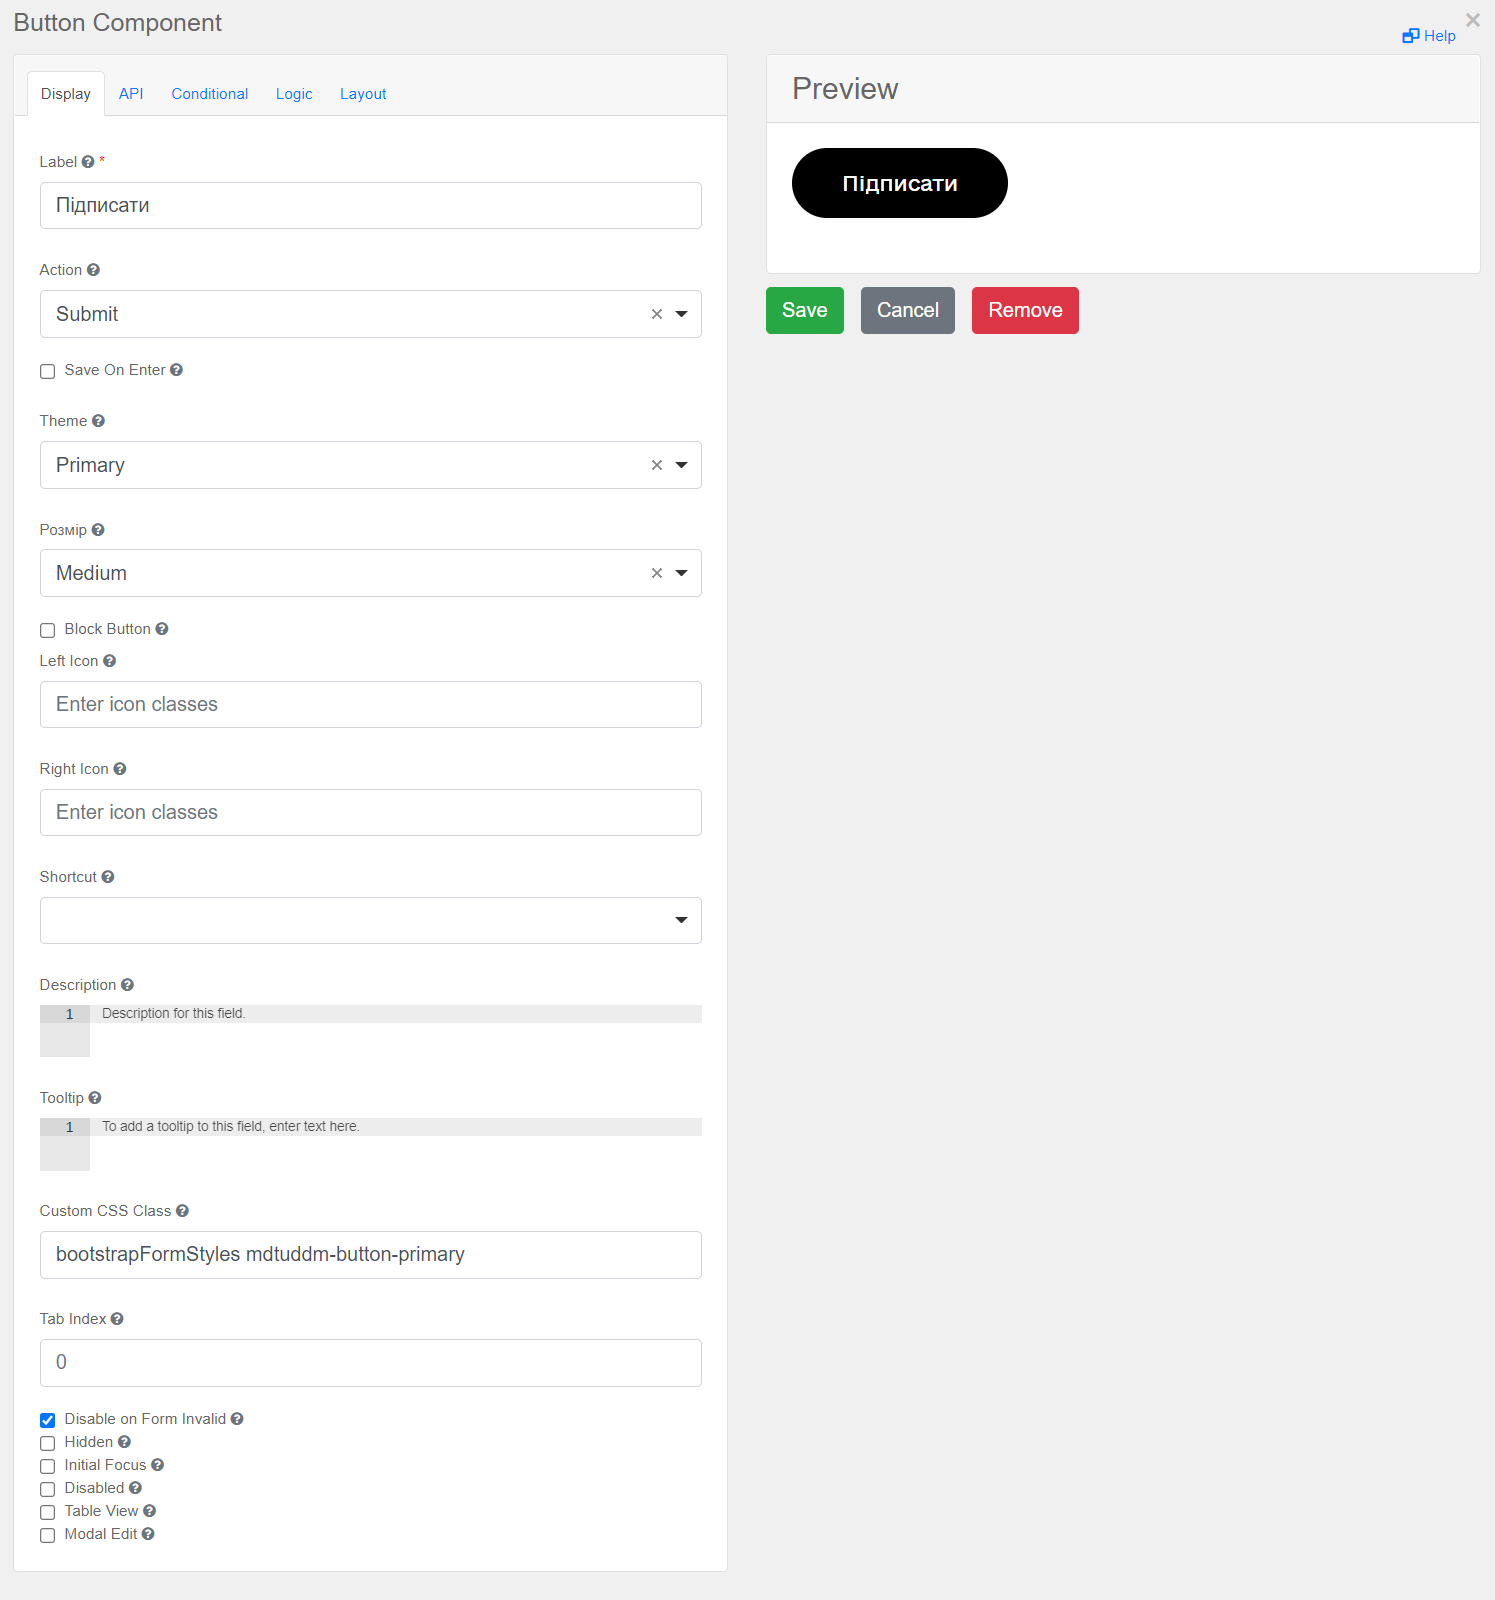 Button Component
Help
Display API Conditional Logic Layout
Label *
Підписати
Action
Submit
Save On Enter
Theme
Primary
Розмір
Medium
Block Button
Left Icon
Enter icon classes
Right Icon
Enter icon classes
Shortcut
Description
1 Description for this field.
Tooltip
1 To add a tooltip to this field, enter text here.
Custom CSS Class
bootstrapFormStyles mdtuddm-button-primary
Tab Index
0
Disable on Form Invalid
Hidden
Initial Focus
Disabled
Table View
Modal Edit
Preview
Підписати
Save Cancel Remove